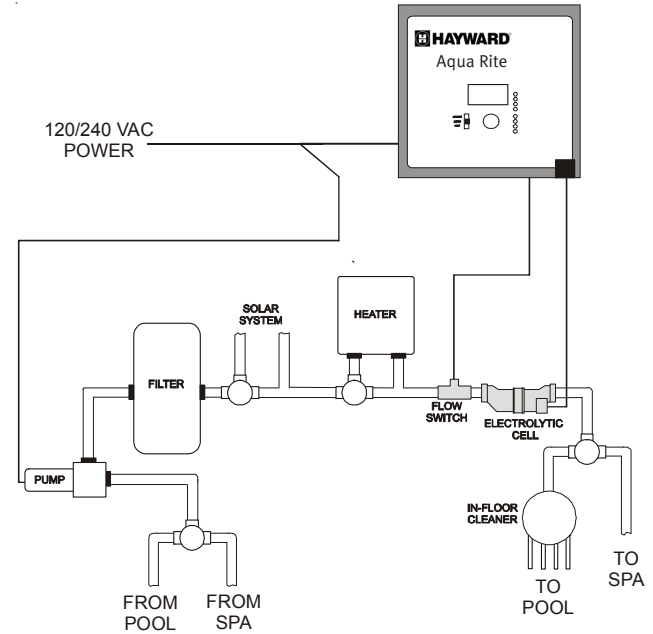 HAYWARD
Aqua Rite
120/240 VAC
POWER
SOLAR
SYSTEM
HEATER
FILTER
FLOW
SWITCH
ELECTROLYTIC
CELL
PUMP
IN-FLOOR
CLEANER
FROM
POOL
FROM
SPA
TO
POOL
TO
SPA